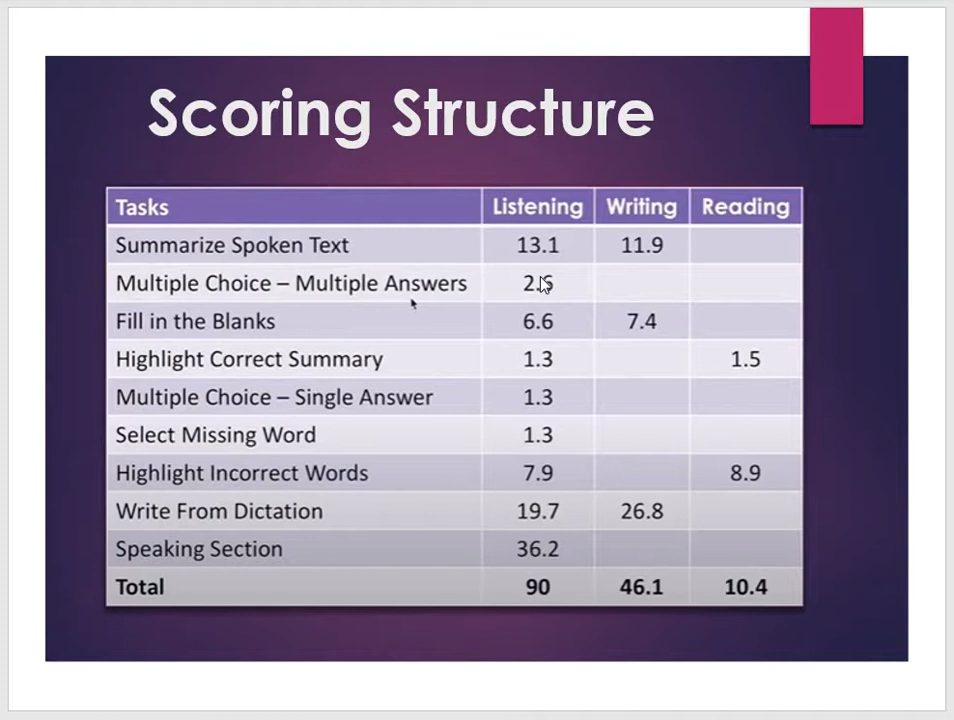 Scoring Structure
Tasks Listening Writing Reading
Summarize Spoken Text 13.1 11.9
Multiple Choice – Multiple Answers 2.6
Fill in the Blanks 6.6 7.4
Highlight Correct Summary 1.3 1.5
Multiple Choice – Single Answer 1.3
Select Missing Word 1.3
Highlight Incorrect Words 7.9 8.9
Write From Dictation 19.7 26.8
Speaking Section 36.2
Total 90 46.1 10.4